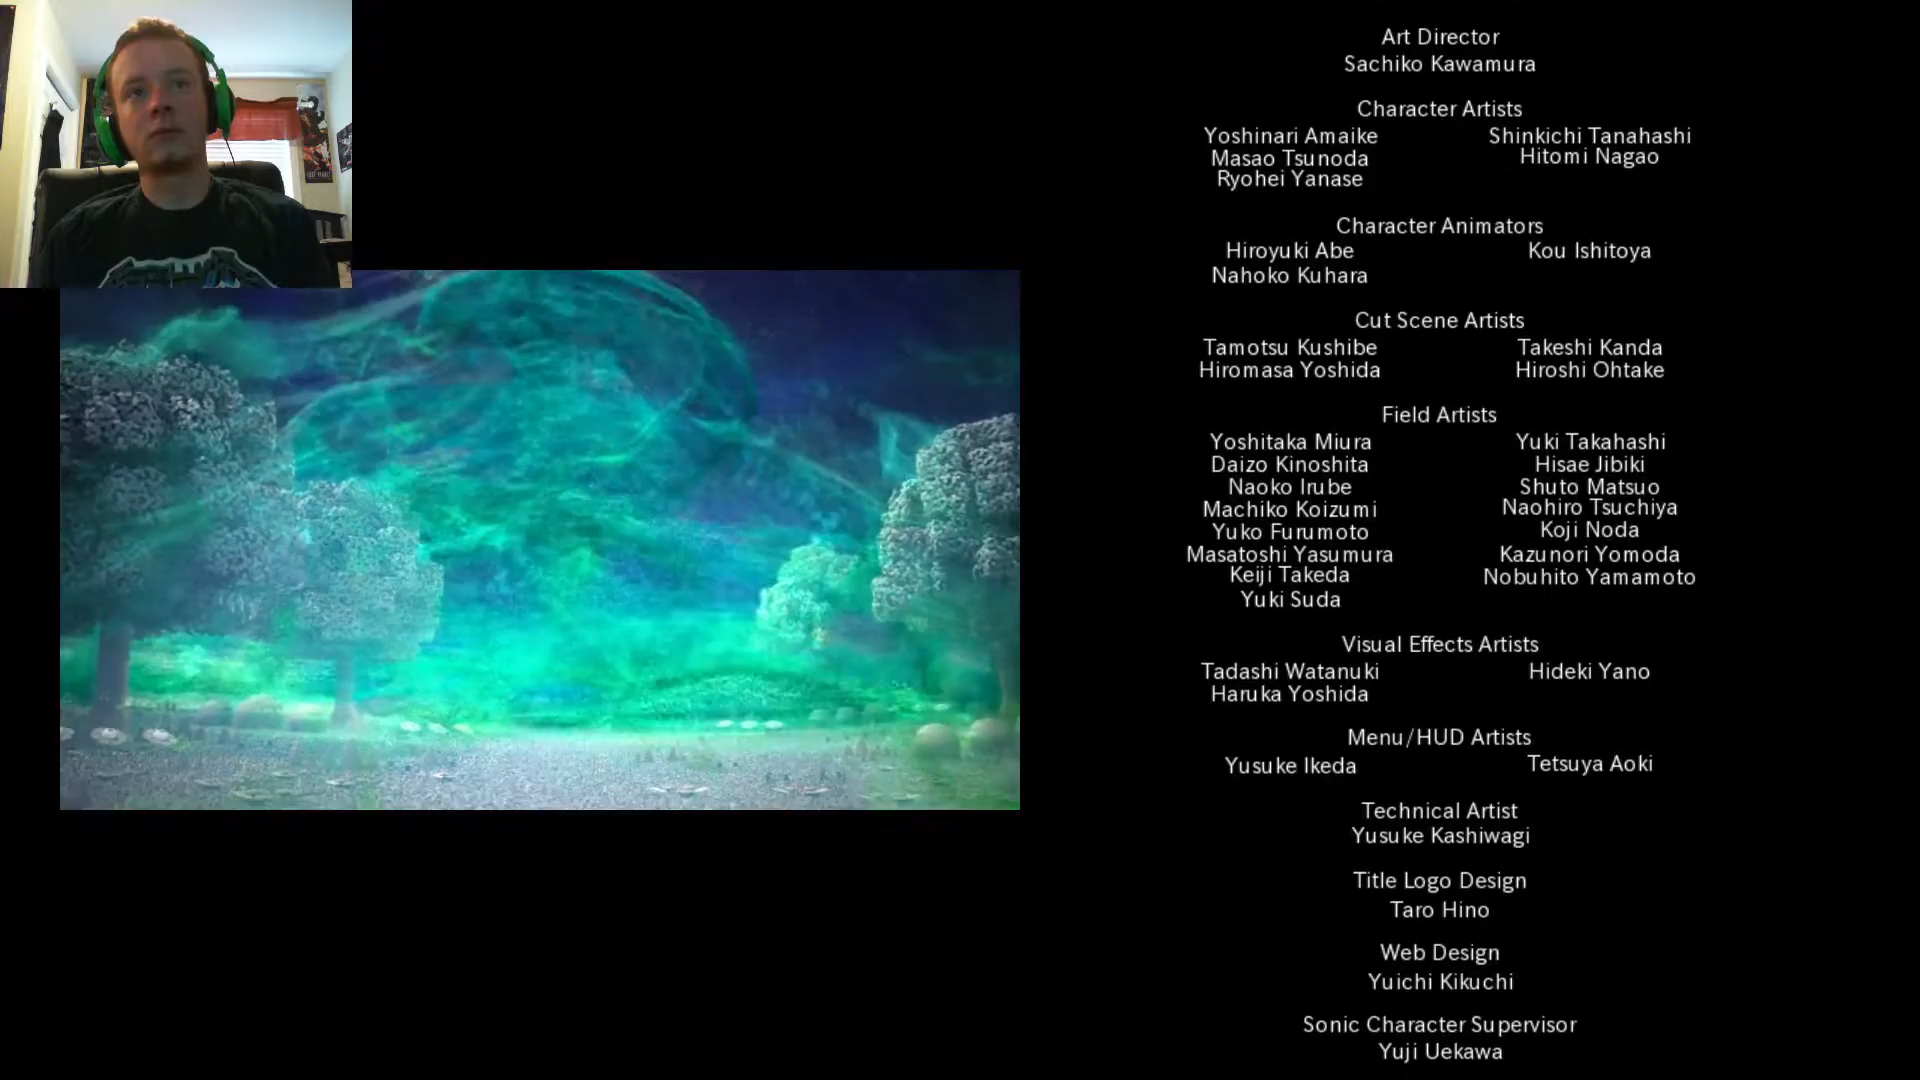 Art Director
Sachiko Kawamura
Character Artists
Yoshinari Amaike Shinkichi Tanahashi
Masao Tsunoda Hitomi Nagao
Ryohei Yanase
Character Animators
Hiroyuki Abe Kou Ishitoya
Nahoko Kuhara
Cut Scene Artists
Tamotsu Kushibe Takeshi Kanda
Hiromasa Yoshida Hiroshi Ohtake
Field Artists
Yoshitaka Miura Yuki Takahashi
Daizo Kinoshita Hisae Jibiki
Naoko Irube Shuto Matsuo
Machiko Koizumi Naohiro Tsuchiya
Yuko Furumoto Koji Noda
Masatoshi Yasumura Kazunori Yomoda
Keiji Takeda Nobuhito Yamamoto
Yuki Suda
Visual Effects Artists
Tadashi Watanuki Hideki Yano
Haruka Yoshida
Menu/HUD Artists
Yusuke Ikeda Tetsuya Aoki
Technical Artist
Yusuke Kashiwagi
Title Logo Design
Taro Hino
Web Design
Yuichi Kikuchi
Sonic Character Supervisor
Yuji Uekawa